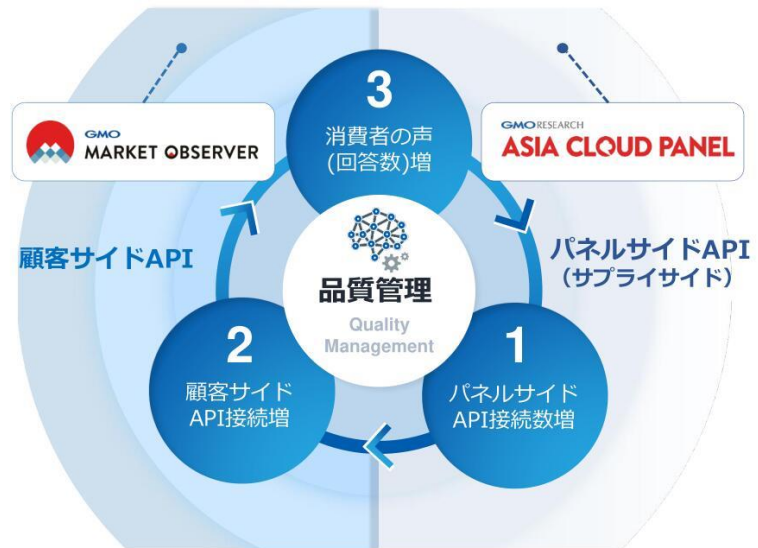 3
消費者の声
(回答数)増
GMO
MARKET OBSERVER
GMO RESEARCH
ASIA CLOUD PANEL
顧客サイドAPI
パネルサイドAPI
(サプライサイド)
品質管理
Quality
Management
2
顧客サイド
API接続増
1
パネルサイド
API接続数増